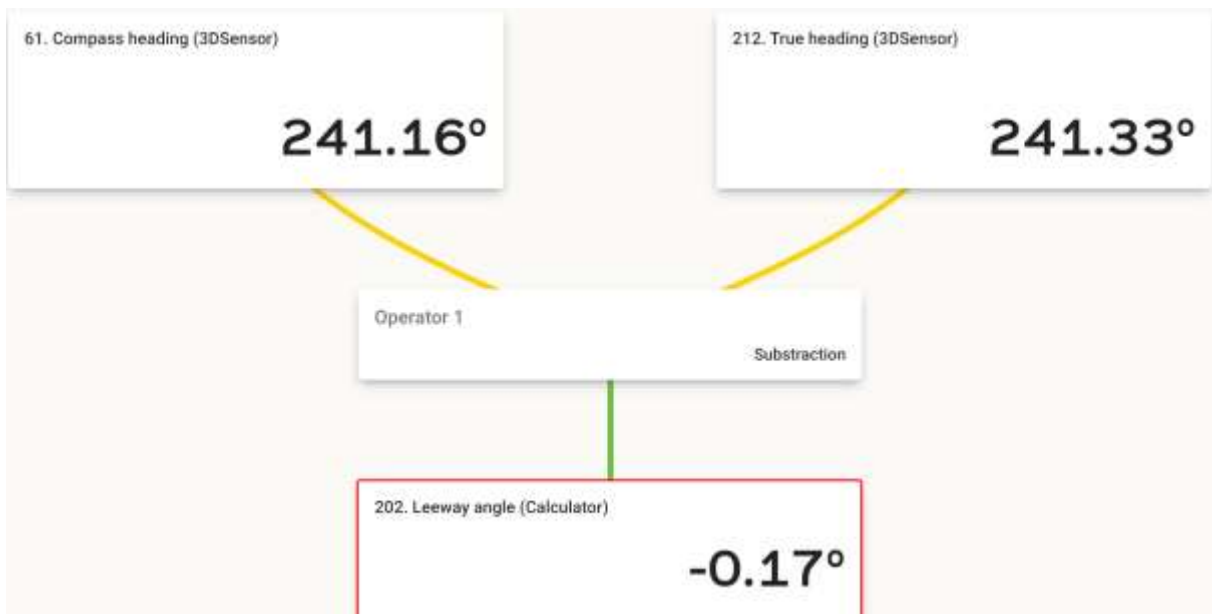 61. Compass heading (3DSensor)
241.16°
212. True heading (3DSensor)
241.33°
Operator 1
Substraction
202. Leeway angle (Calculator)
-0.17°